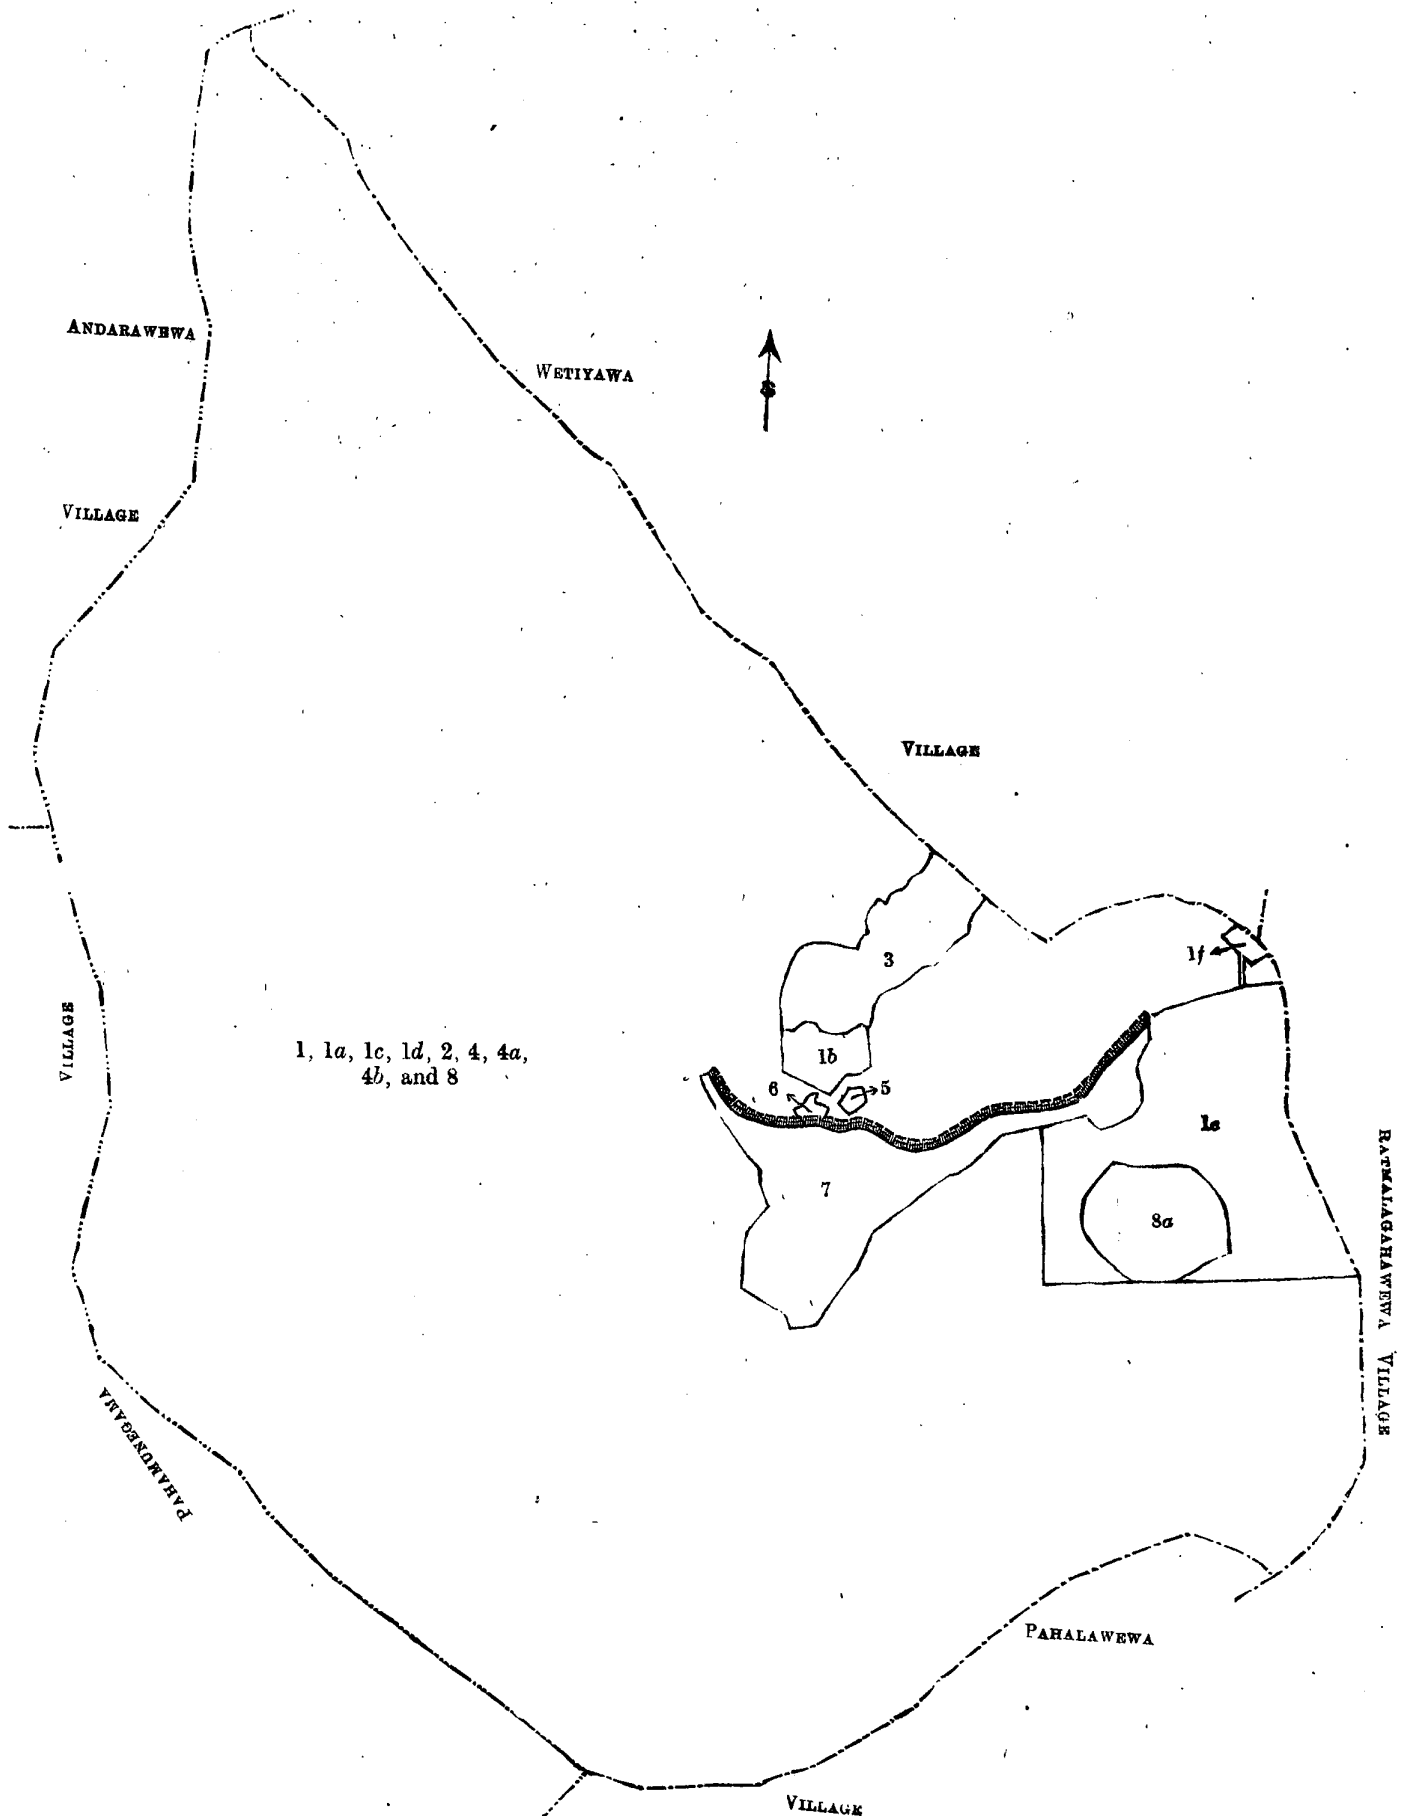 ANDARAWEWA
WETIYAWA
VILLAGE
VILLAGE
3
1f
VILLAGE
1, 1a, 1c, 1d, 2, 4, 4a,
4b, and 8
1b
6
5
1e
7
8a
RATMALAGAHAWEWA VILLAGE
PAHAMUNEGAMA
PAHALAWEWA
VILLAGE